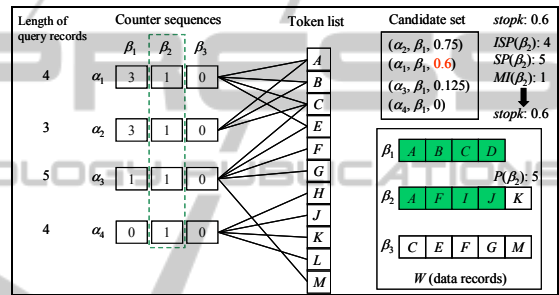 Length of query records
Counter sequences
Token list
Candidate set
stopk: 0.6
β1 β2 β3
4 α1 3 1 0
3 α2 3 1 0
5 α3 1 1 0
4 α4 0 1 0
A
B
C
E
F
G
H
J
K
L
M
(α2, β1, 0.75)
(α1, β1, 0.6)
(α3, β1, 0.125)
(α4, β1, 0)
ISP(β2): 4
SP(β2): 5
MI(β2): 1
stopk: 0.6
β1 A B C D
P(β2): 5
β2 A F I J K
β3 C E F G M
W (data records)